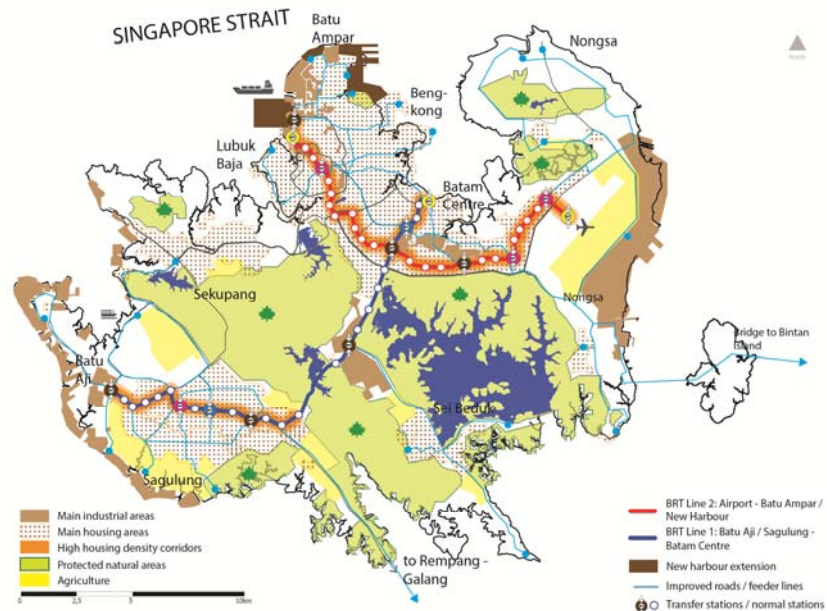 SINGAPORE STRAIT
Batu
Ampar
Nongsa
NORTH
Beng-
kong
Lubuk
Baja
Batam
Centre
Sekupang
Nongsa
Bridge to Bintan
Island
Batu
Aji
Sei Beduk
Sagulung
Main industrial areas
Main housing areas
High housing density corridors
Protected natural areas
Agriculture
0 2,5 5 10km
to Rempang -
Galang
BRT Line 2: Airport - Batu Ampar /
New Harbour
BRT Line 1: Batu Aji / Sagulung -
Batam Centre
New harbour extension
Improved roads / feeder lines
Transfer stations / normal stations